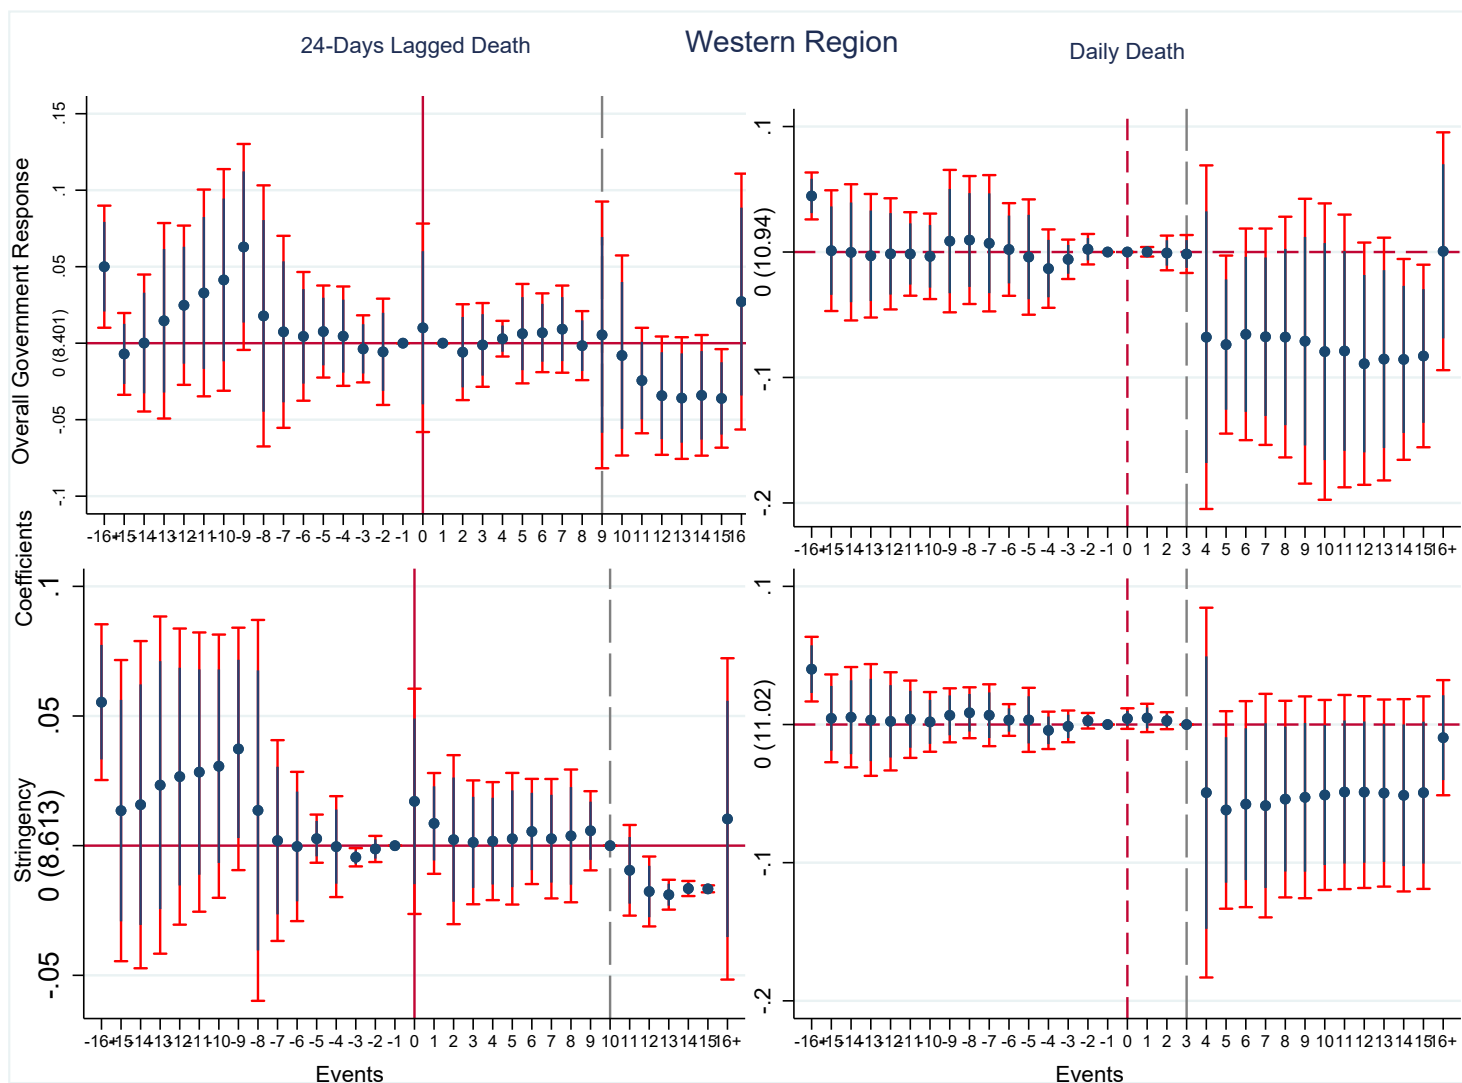 Western Region
24-Days Lagged Death
Daily Death
Overall Government Response
.15
.1
.05
0 (8.401)
-.05
-.1
-16+ -15 -14 -13 -12 -11 -10 -9 -8 -7 -6 -5 -4 -3 -2 -1 0 1 2 3 4 5 6 7 8 9 10 11 12 13 14 15 16
.1
0 (10.94)
-.1
-.2
-16+ -15 -14 -13 -12 -11 -10 -9 -8 -7 -6 -5 -4 -3 -2 -1 0 1 2 3 4 5 6 7 8 9 10 11 12 13 14 15 16+
Coefficients
Stringency
.1
.05
0 (8.613)
-.05
-16+ -15 -14 -13 -12 -11 -10 -9 -8 -7 -6 -5 -4 -3 -2 -1 0 1 2 3 4 5 6 7 8 9 10 11 12 13 14 15 16+
Events
.1
0 (11.02)
-.1
-.2
-16+ -15 -14 -13 -12 -11 -10 -9 -8 -7 -6 -5 -4 -3 -2 -1 0 1 2 3 4 5 6 7 8 9 10 11 12 13 14 15 16+
Events